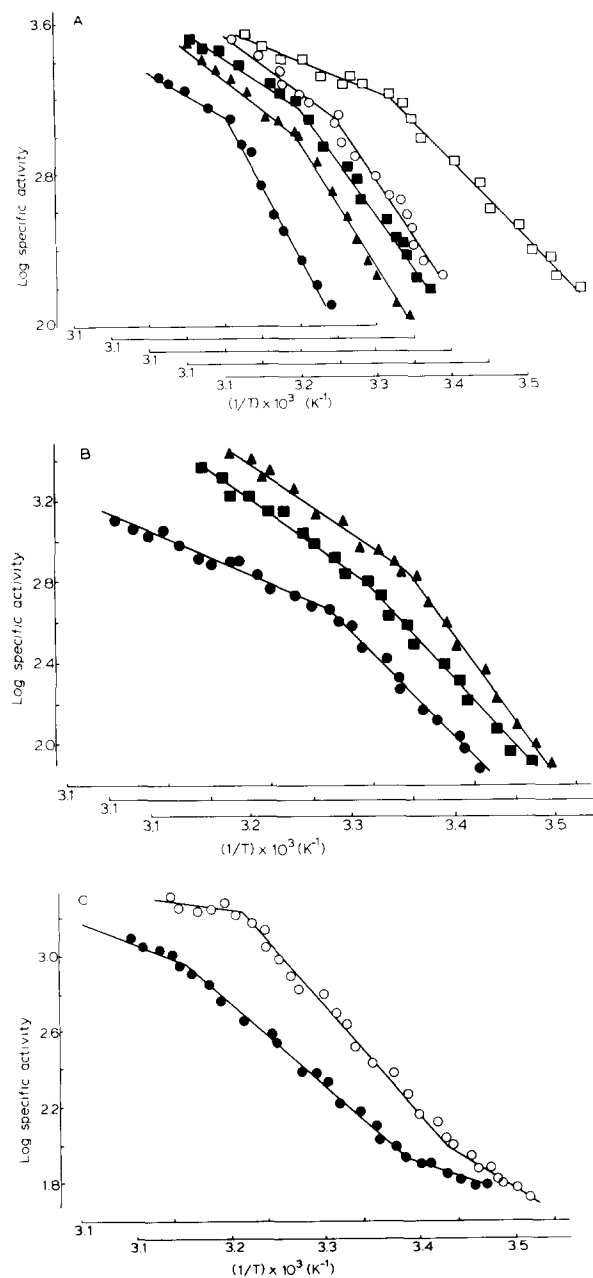 A
3.6
2.8
2.0
Log specific activity
3.1
3.1
3.1
3.1
3.1 3.2 3.3 3.4 3.5
(1/T) × 10³ (K⁻¹)
B
3.2
2.8
2.4
2.0
Log specific activity
3.1
3.1
3.1 3.2 3.3 3.4 3.5
(1/T) × 10³ (K⁻¹)
C
3.0
2.6
2.2
1.8
Log specific activity
3.1
3.1 3.2 3.3 3.4 3.5
(1/T) × 10³ (K⁻¹)